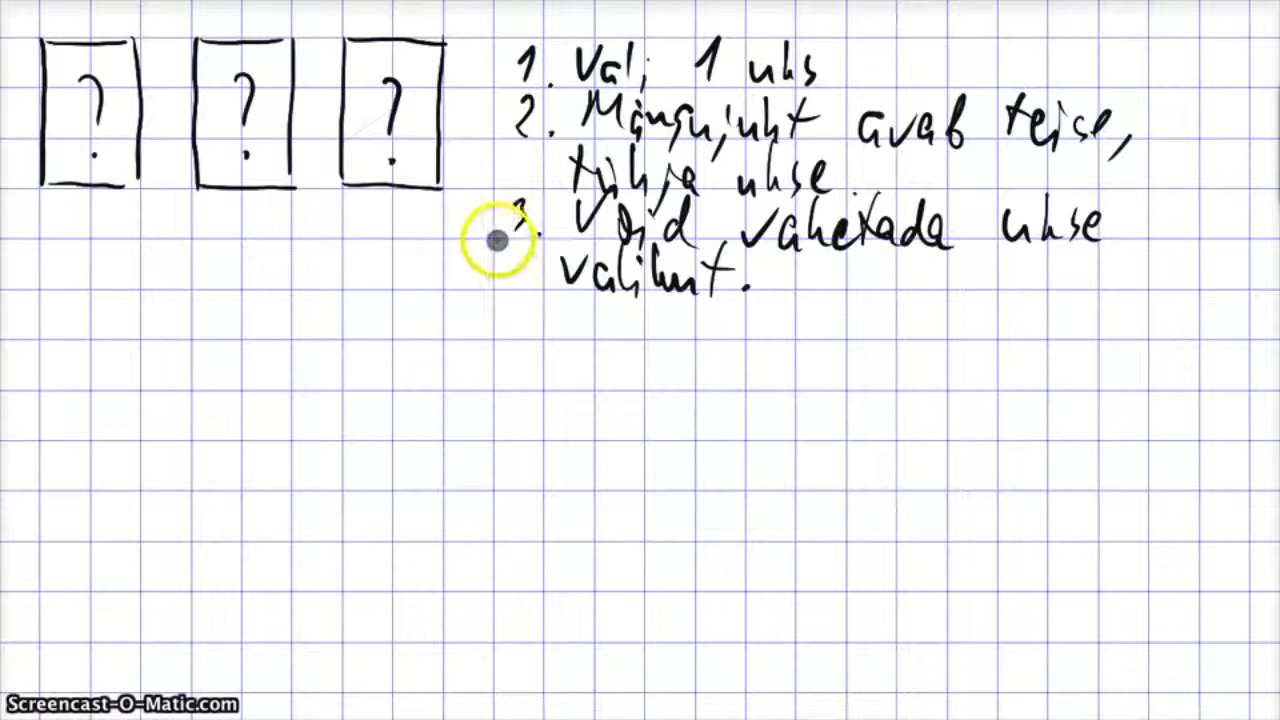 ? ? ?
1. Vali 1 uks
2. Mängujuht avab teise,
tühja ukse
3. Võid vahetada ukse
valikut.
Screencast-O-Matic.com